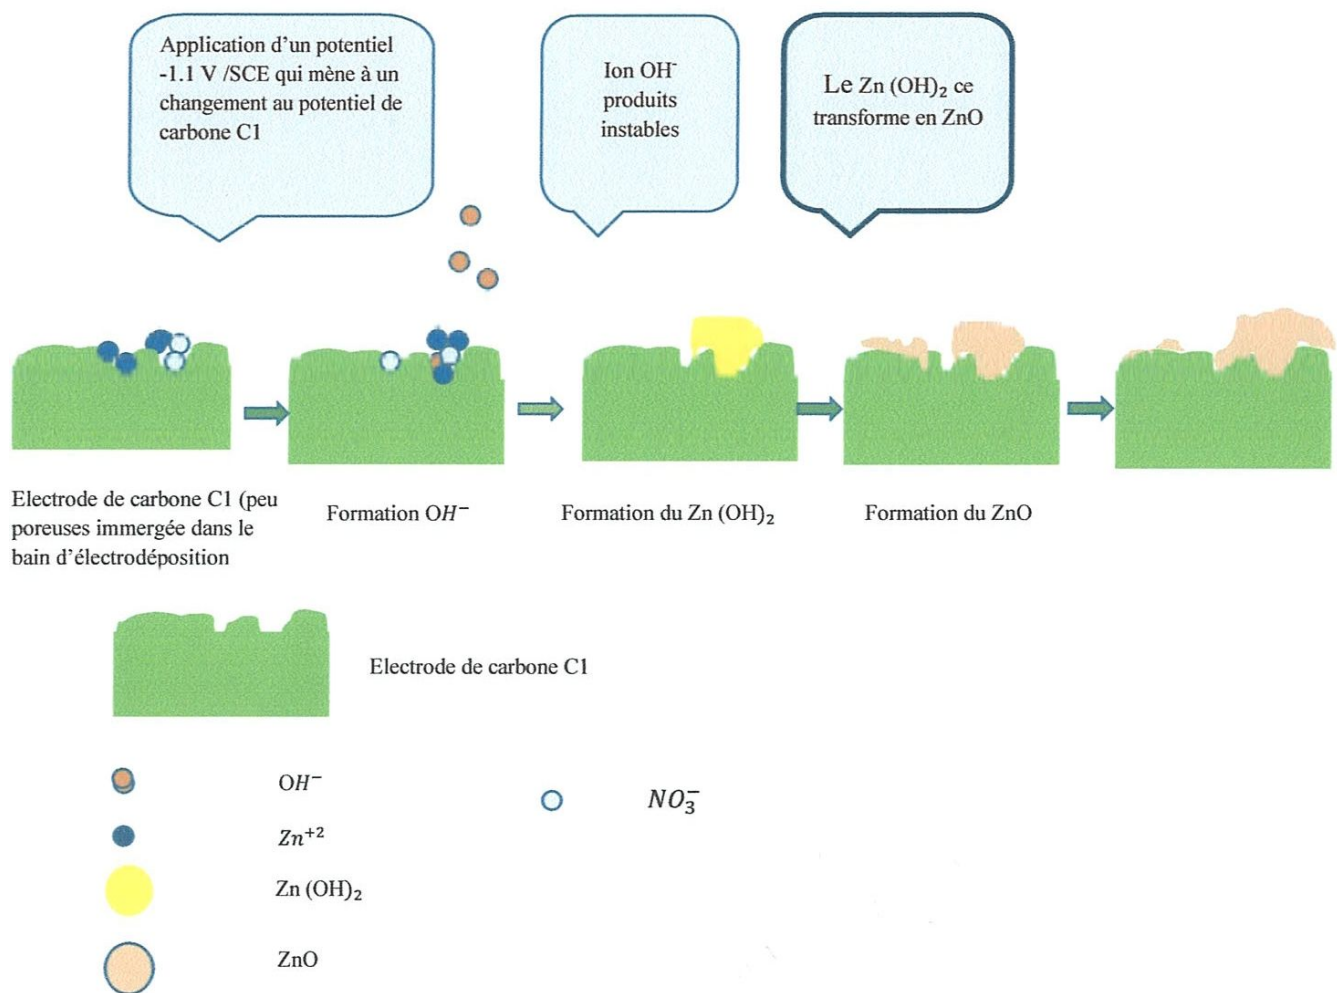 Application d'un potentiel
-1.1 V /SCE qui mène à un
changement au potentiel de
carbone C1
Ion OH⁻
produits
instables
Le Zn (OH)₂ ce
transforme en ZnO
Electrode de carbone C1 (peu
poreuses immergée dans le
bain d'électrodéposition
Formation OH⁻
Formation du Zn (OH)₂
Formation du ZnO
Electrode de carbone C1
OH⁻
NO₃⁻
Zn⁺²
Zn (OH)₂
ZnO